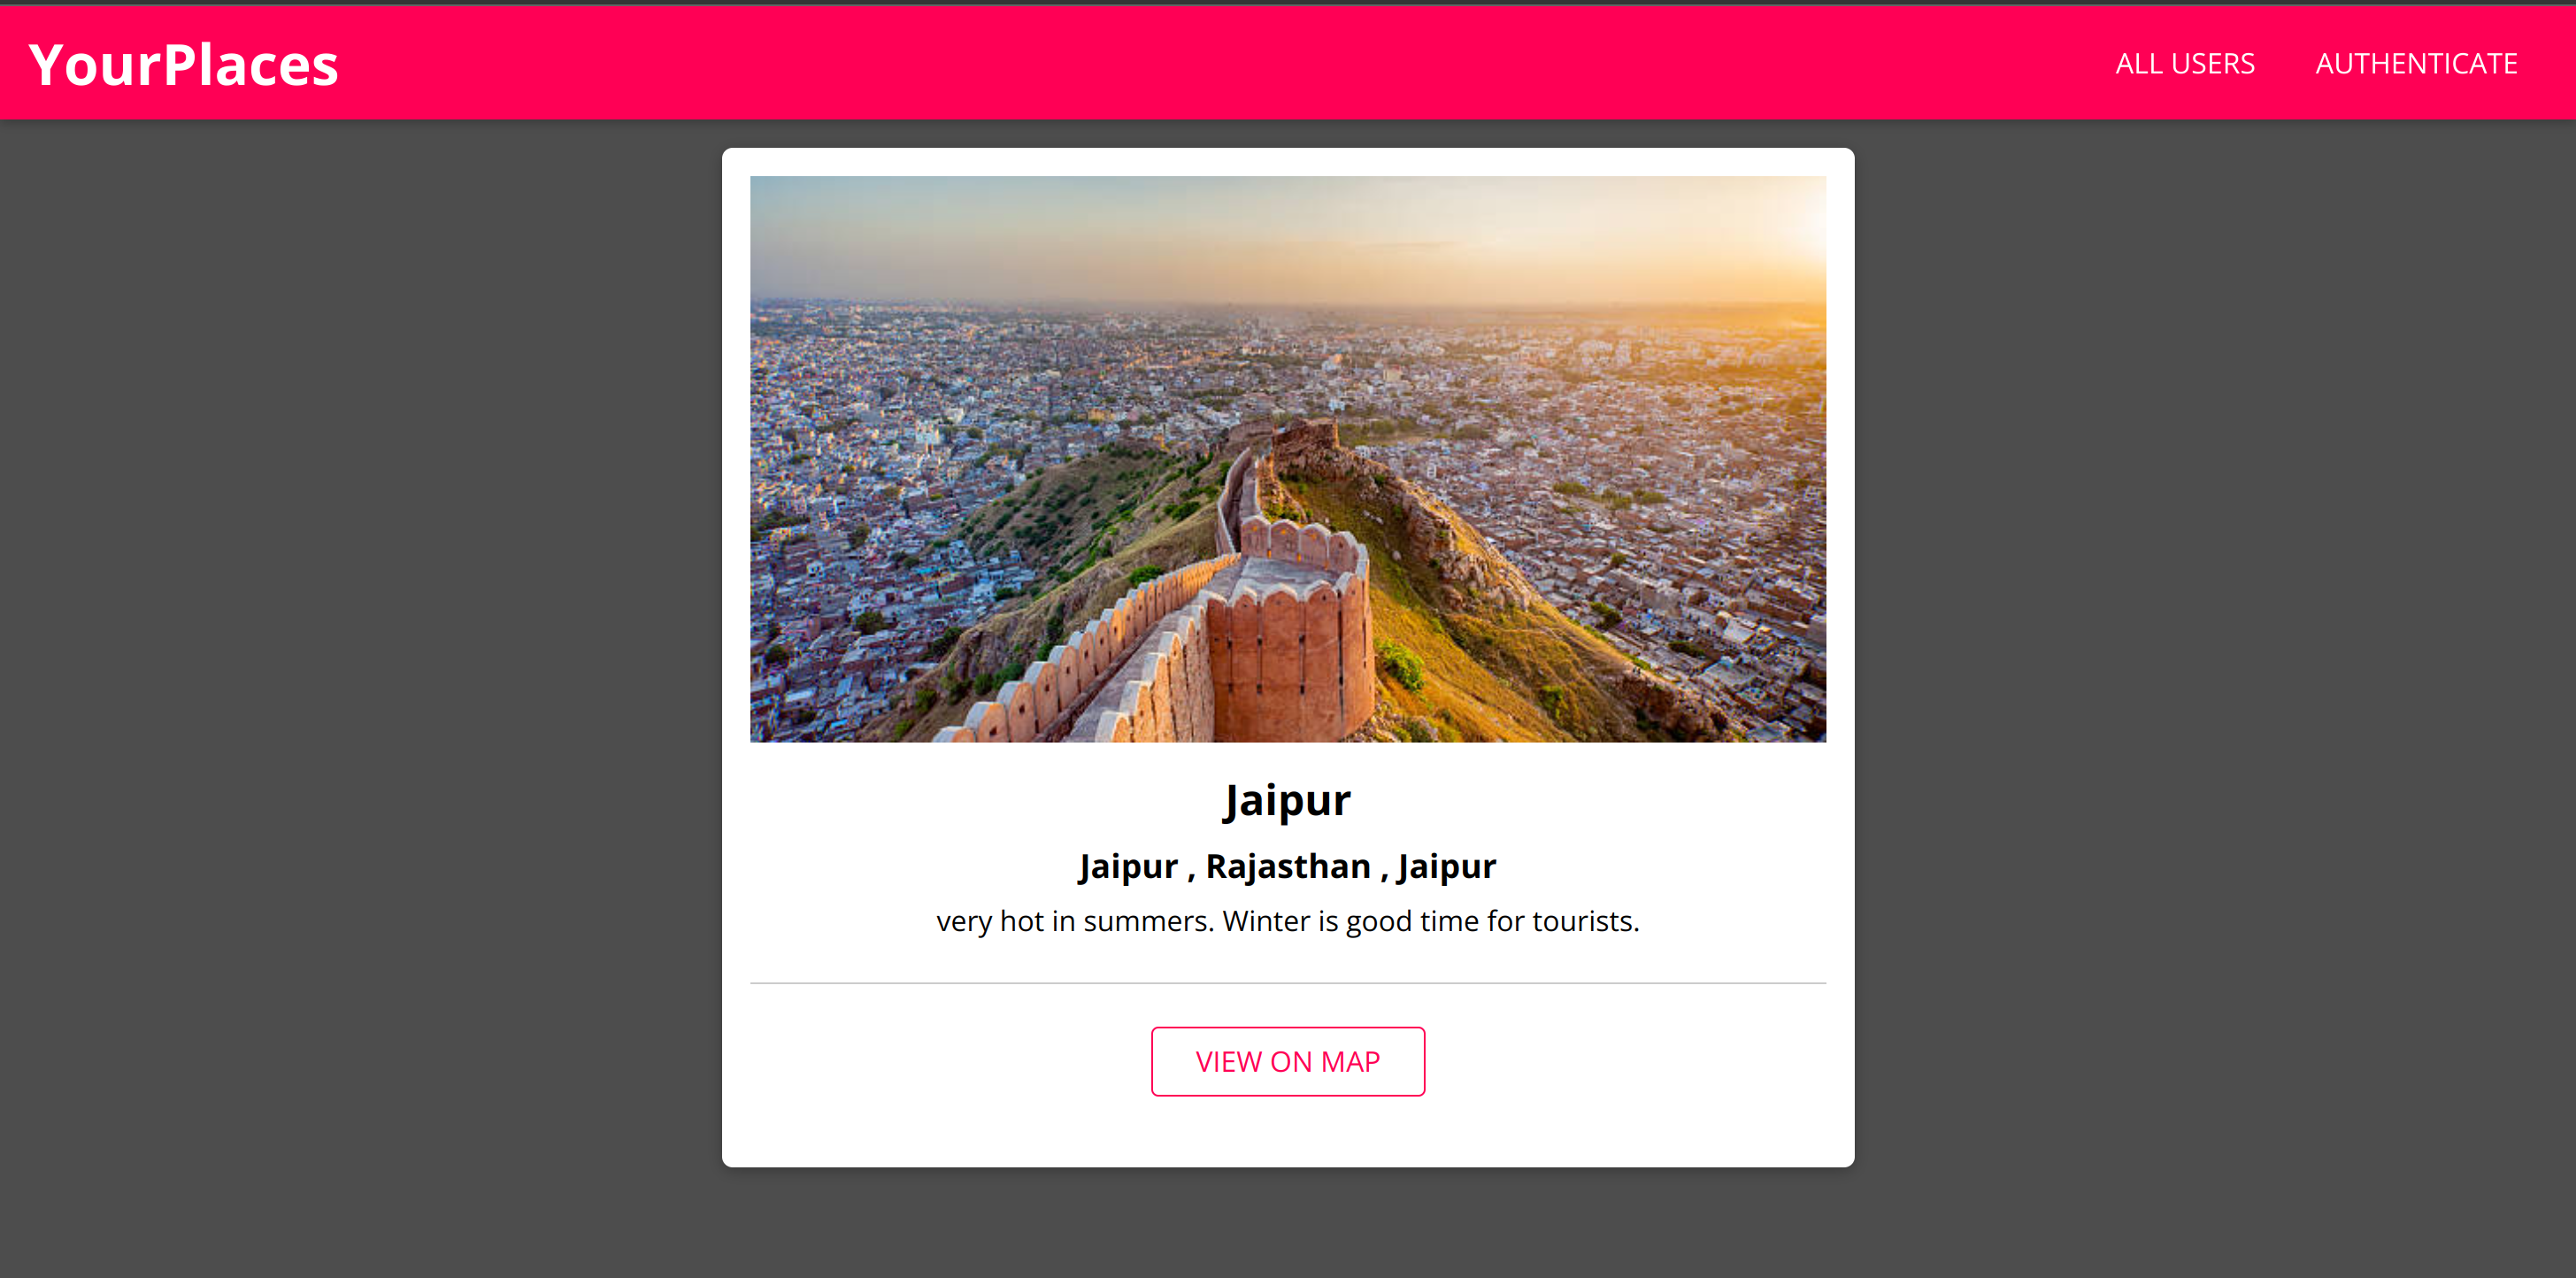 YourPlaces
ALL USERS
AUTHENTICATE
Jaipur
Jaipur , Rajasthan , Jaipur
very hot in summers. Winter is good time for tourists.
VIEW ON MAP